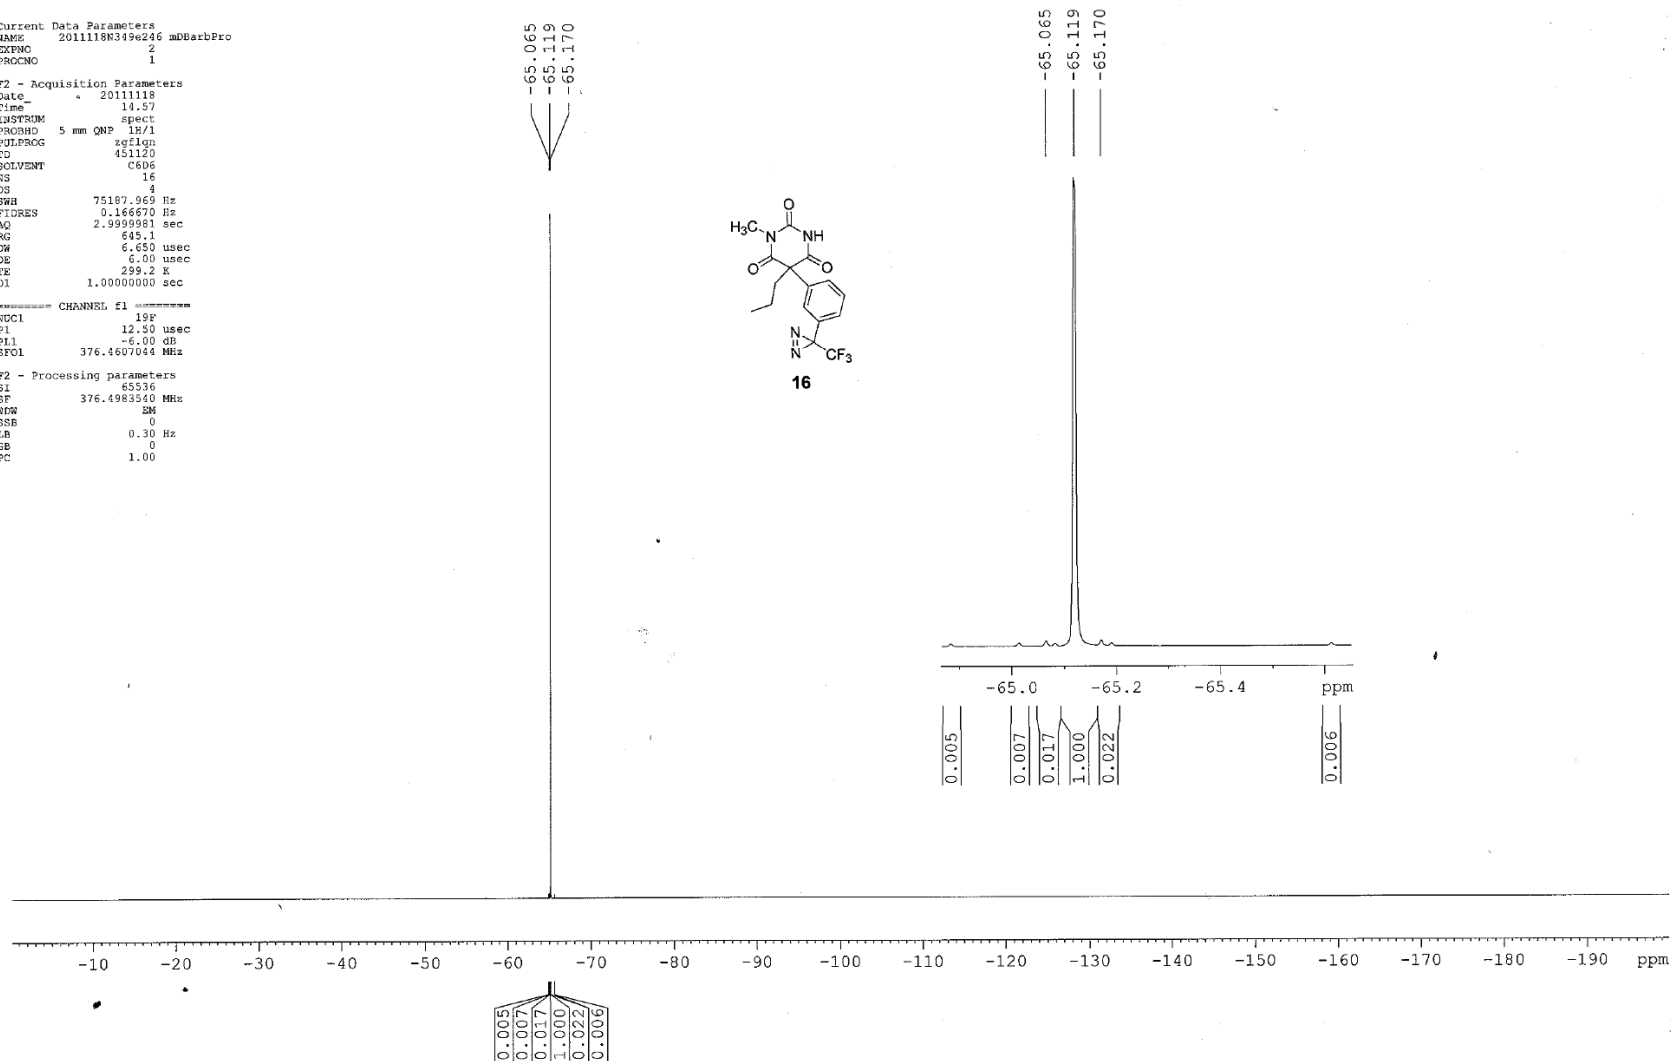 Current Data Parameters
NAME 2011118N349e246 mDBarbPro
EXPNO 2
PROCNO 1
F2 - Acquisition Parameters
Date_ 20111118
Time 14.57
INSTRUM spect
PROBHD 5 mm QNP 1H/1
PULPROG zgflqn
TD 451120
SOLVENT C6D6
NS 16
DS 4
SWH 75187.969 Hz
FIDRES 0.166670 Hz
AQ 2.9999981 sec
RG 645.1
DW 6.650 usec
DE 6.00 usec
TE 299.2 K
D1 1.00000000 sec
======= CHANNEL f1 ========
NUC1 19F
P1 12.50 usec
PL1 -6.00 dB
SFO1 376.4607044 MHz
F2 - Processing parameters
SI 65536
SF 376.4983540 MHz
WDW EM
SSB 0
LB 0.30 Hz
GB 0
PC 1.00
-65.065
-65.119
-65.170
O
H3C N NH
O O
N
N
CF3
16
-65.065
-65.119
-65.170
-65.0 -65.2 -65.4 ppm
0.005
0.007
0.017
1.000
0.022
0.006
-10 -20 -30 -40 -50 -60 -70 -80 -90 -100 -110 -120 -130 -140 -150 -160 -170 -180 -190 ppm
0.005
0.007
0.017
1.000
0.022
0.006